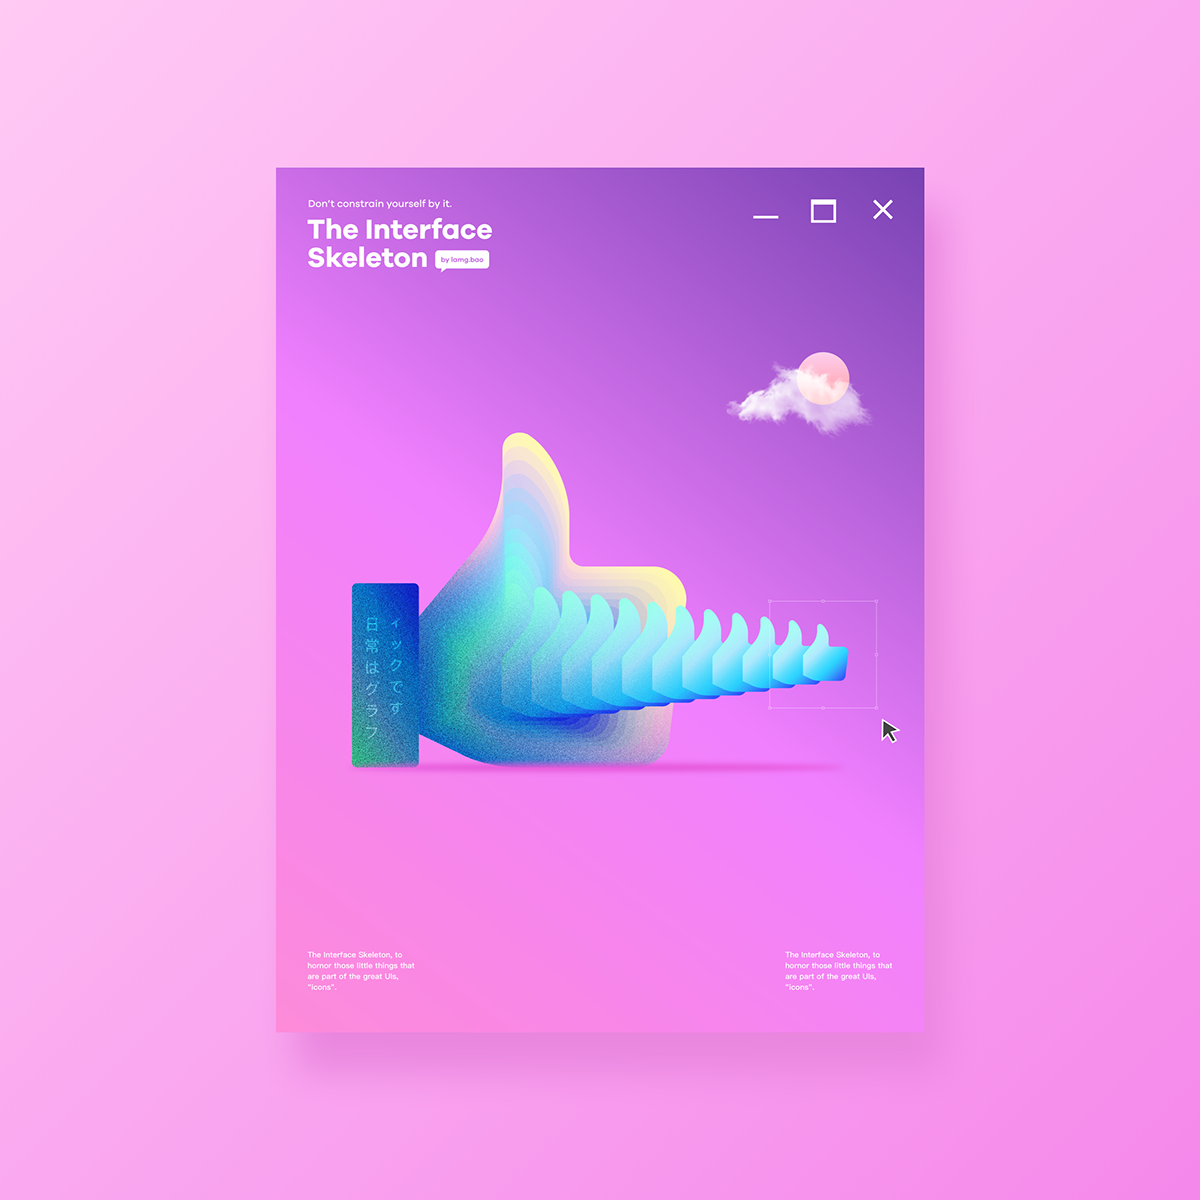 Don't constrain yourself by it.
The Interface
Skeleton
by lamg.bao
ィックです
日常はグラフ
The Interface Skeleton, to
homor those little things that
are part of the great UIs,
"Icons".
The Interface Skeleton, to
homor those little things that
are part of the great UIs,
"Icons".